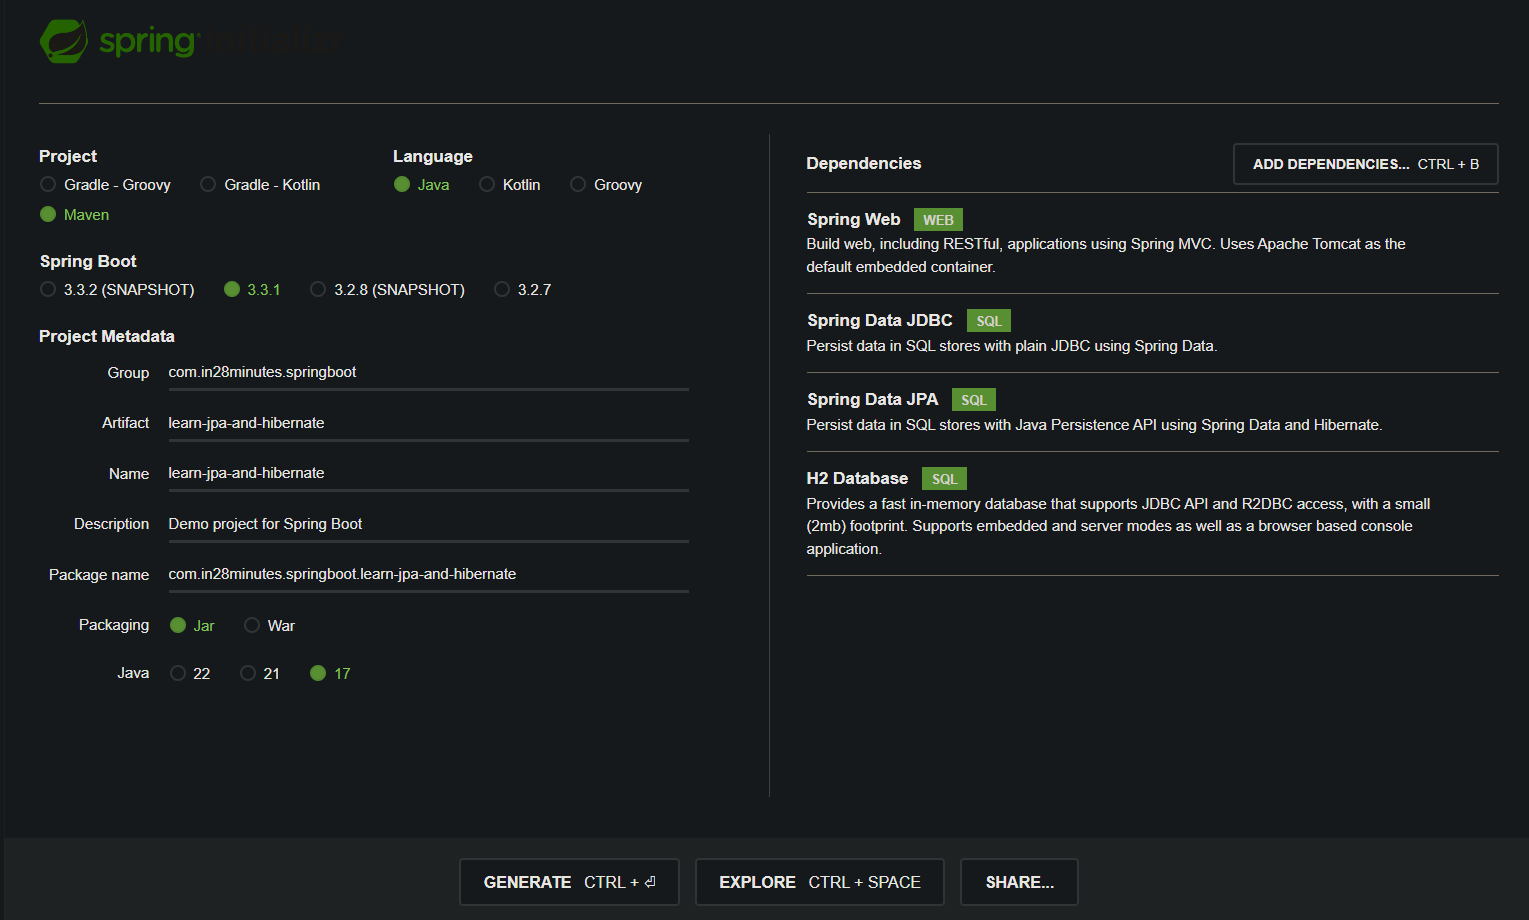 spring initializr
Project
Gradle - Groovy
Gradle - Kotlin
Maven
Language
Java
Kotlin
Groovy
Spring Boot
3.3.2 (SNAPSHOT)
3.3.1
3.2.8 (SNAPSHOT)
3.2.7
Project Metadata
Group com.in28minutes.springboot
Artifact learn-jpa-and-hibernate
Name learn-jpa-and-hibernate
Description Demo project for Spring Boot
Package name com.in28minutes.springboot.learn-jpa-and-hibernate
Packaging Jar War
Java 22 21 17
Dependencies
ADD DEPENDENCIES... CTRL + B
Spring Web WEB
Build web, including RESTful, applications using Spring MVC. Uses Apache Tomcat as the
default embedded container.
Spring Data JDBC SQL
Persist data in SQL stores with plain JDBC using Spring Data.
Spring Data JPA SQL
Persist data in SQL stores with Java Persistence API using Spring Data and Hibernate.
H2 Database SQL
Provides a fast in-memory database that supports JDBC API and R2DBC access, with a small
(2mb) footprint. Supports embedded and server modes as well as a browser based console
application.
GENERATE CTRL + ⏎
EXPLORE CTRL + SPACE
SHARE...